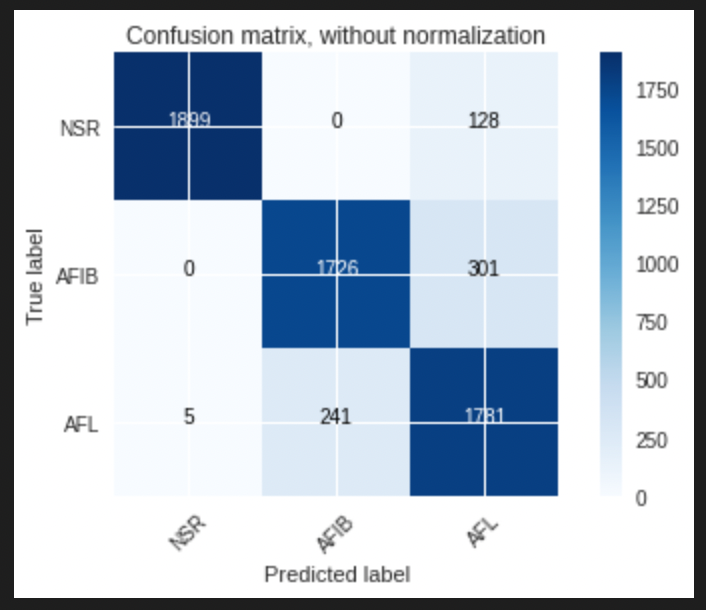 Confusion matrix, without normalization
NSR 1899 0 128
AFIB 0 1726 301
AFL 5 241 1781
NSR AFIB AFL
Predicted label
True label
1750
1500
1250
1000
750
500
250
0